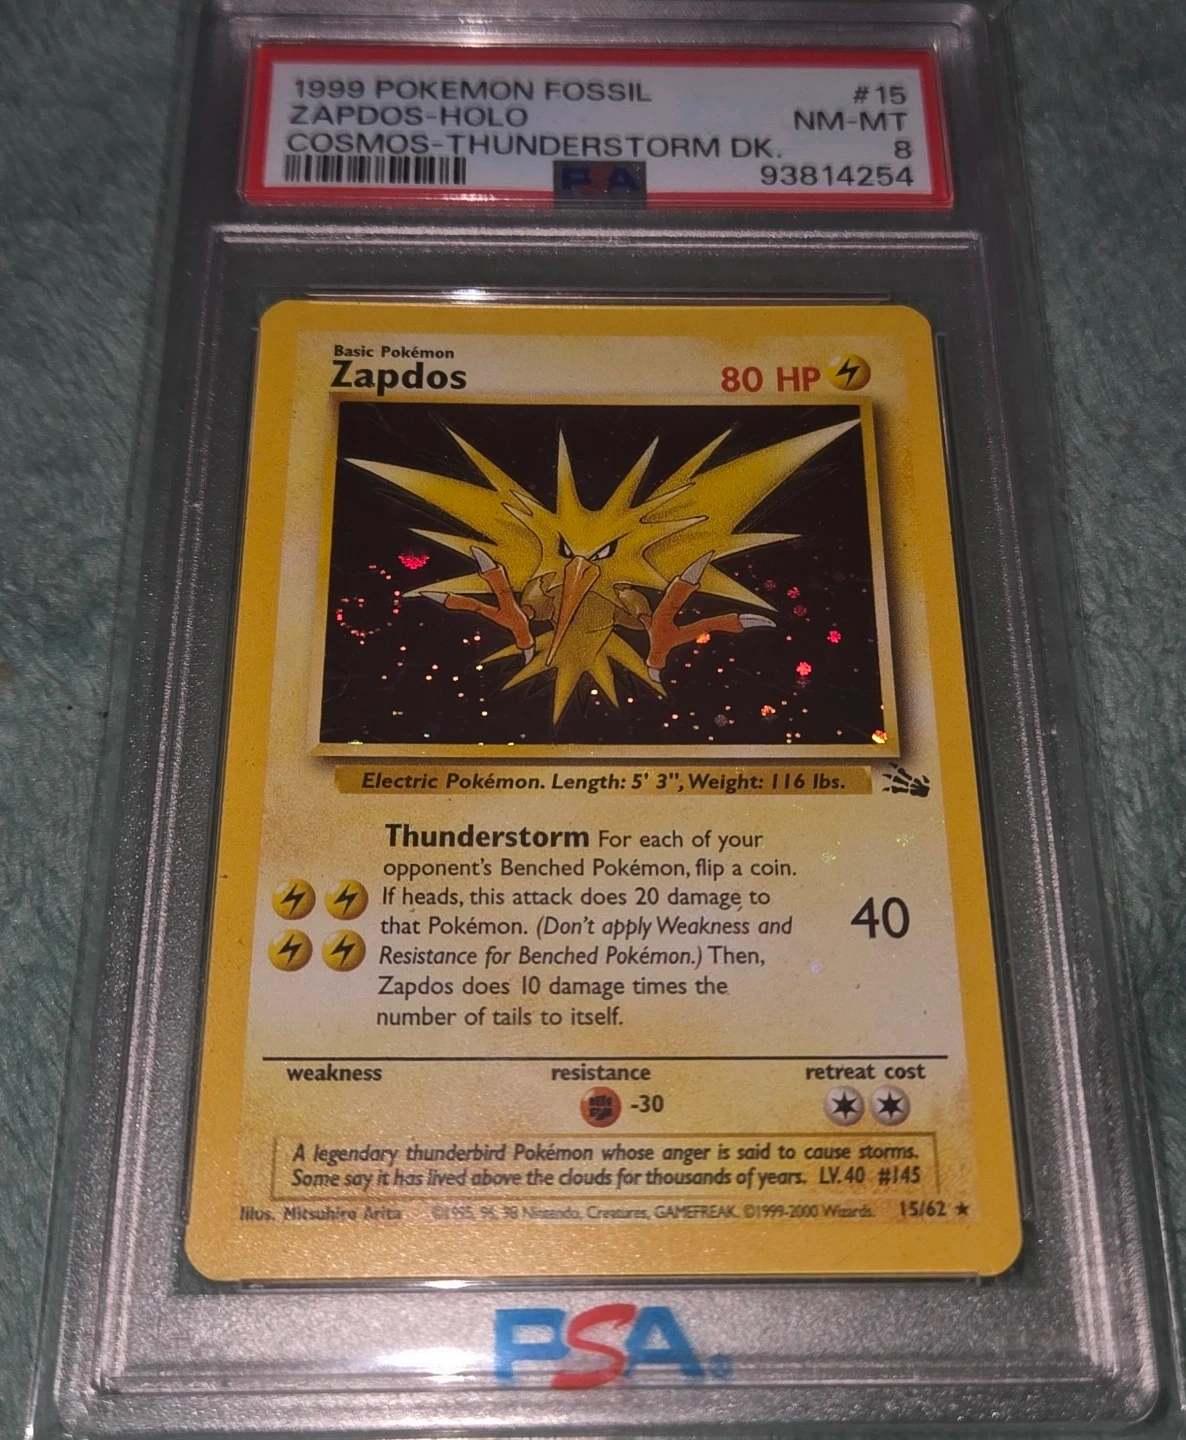 1999 POKEMON FOSSIL #15
ZAPDOS-HOLO NM-MT
COSMOS-THUNDERSTORM DK. 8
PSA 93814254
Basic Pokémon
Zapdos 80 HP
Electric Pokémon. Length: 5' 3", Weight: 116 lbs.
Thunderstorm For each of your
opponent's Benched Pokémon, flip a coin.
If heads, this attack does 20 damage to
that Pokémon. (Don't apply Weakness and
Resistance for Benched Pokémon.) Then,
Zapdos does 10 damage times the
number of tails to itself.
40
weakness resistance retreat cost
-30
A legendary thunderbird Pokémon whose anger is said to cause storms.
Some say it has lived above the clouds for thousands of years. LV. 40 #145
Illus. Mitsuhiro Arita ©1995, 96, 98 Nintendo, Creatures, GAMEFREAK. ©1999-2000 Wizards. 15/62 ★
PSA®